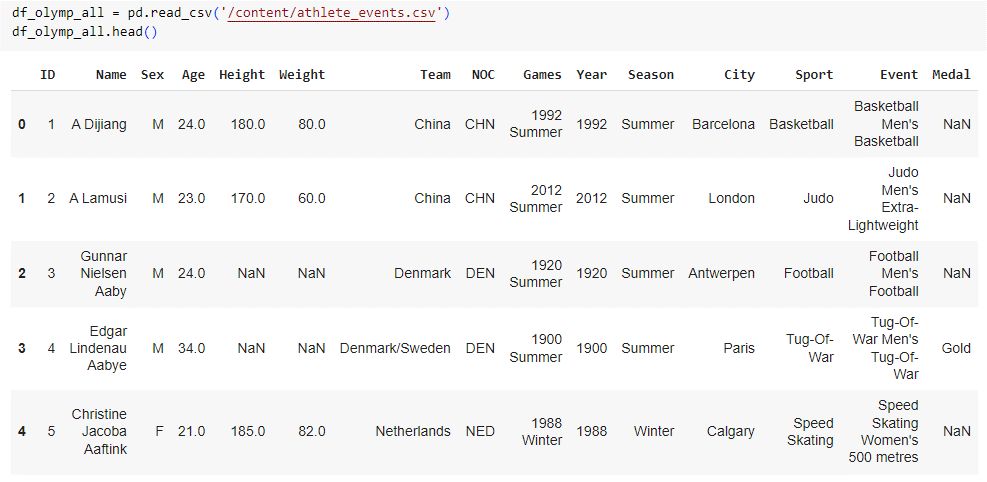 df_olymp_all = pd.read_csv('/content/athlete_events.csv')
df_olymp_all.head()
ID Name Sex Age Height Weight Team NOC Games Year Season City Sport Event Medal
0 1 A Dijiang M 24.0 180.0 80.0 China CHN 1992 Summer 1992 Summer Barcelona Basketball Basketball Men's Basketball NaN
1 2 A Lamusi M 23.0 170.0 60.0 China CHN 2012 Summer 2012 Summer London Judo Judo Men's Extra-Lightweight NaN
2 3 Gunnar Nielsen Aaby M 24.0 NaN NaN Denmark DEN 1920 Summer 1920 Summer Antwerpen Football Football Men's Football NaN
3 4 Edgar Lindenau Aabye M 34.0 NaN NaN Denmark/Sweden DEN 1900 Summer 1900 Summer Paris Tug-Of-War Tug-Of-War Men's Tug-Of-War Gold
4 5 Christine Jacoba Aaftink F 21.0 185.0 82.0 Netherlands NED 1988 Winter 1988 Winter Calgary Speed Skating Speed Skating Women's 500 metres NaN